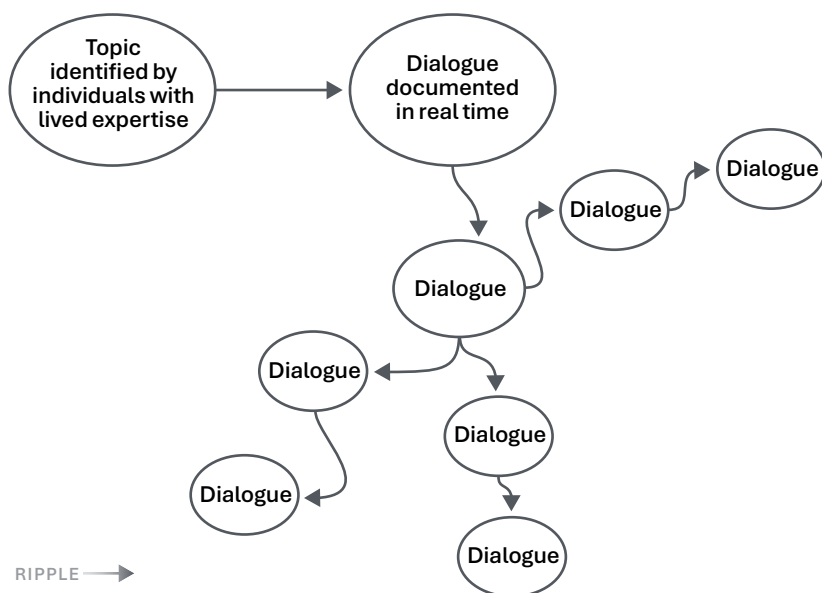 Topic
identified by
individuals with
lived expertise
Dialogue
documented
in real time
Dialogue
Dialogue
Dialogue
Dialogue
Dialogue
Dialogue
Dialogue
RIPPLE